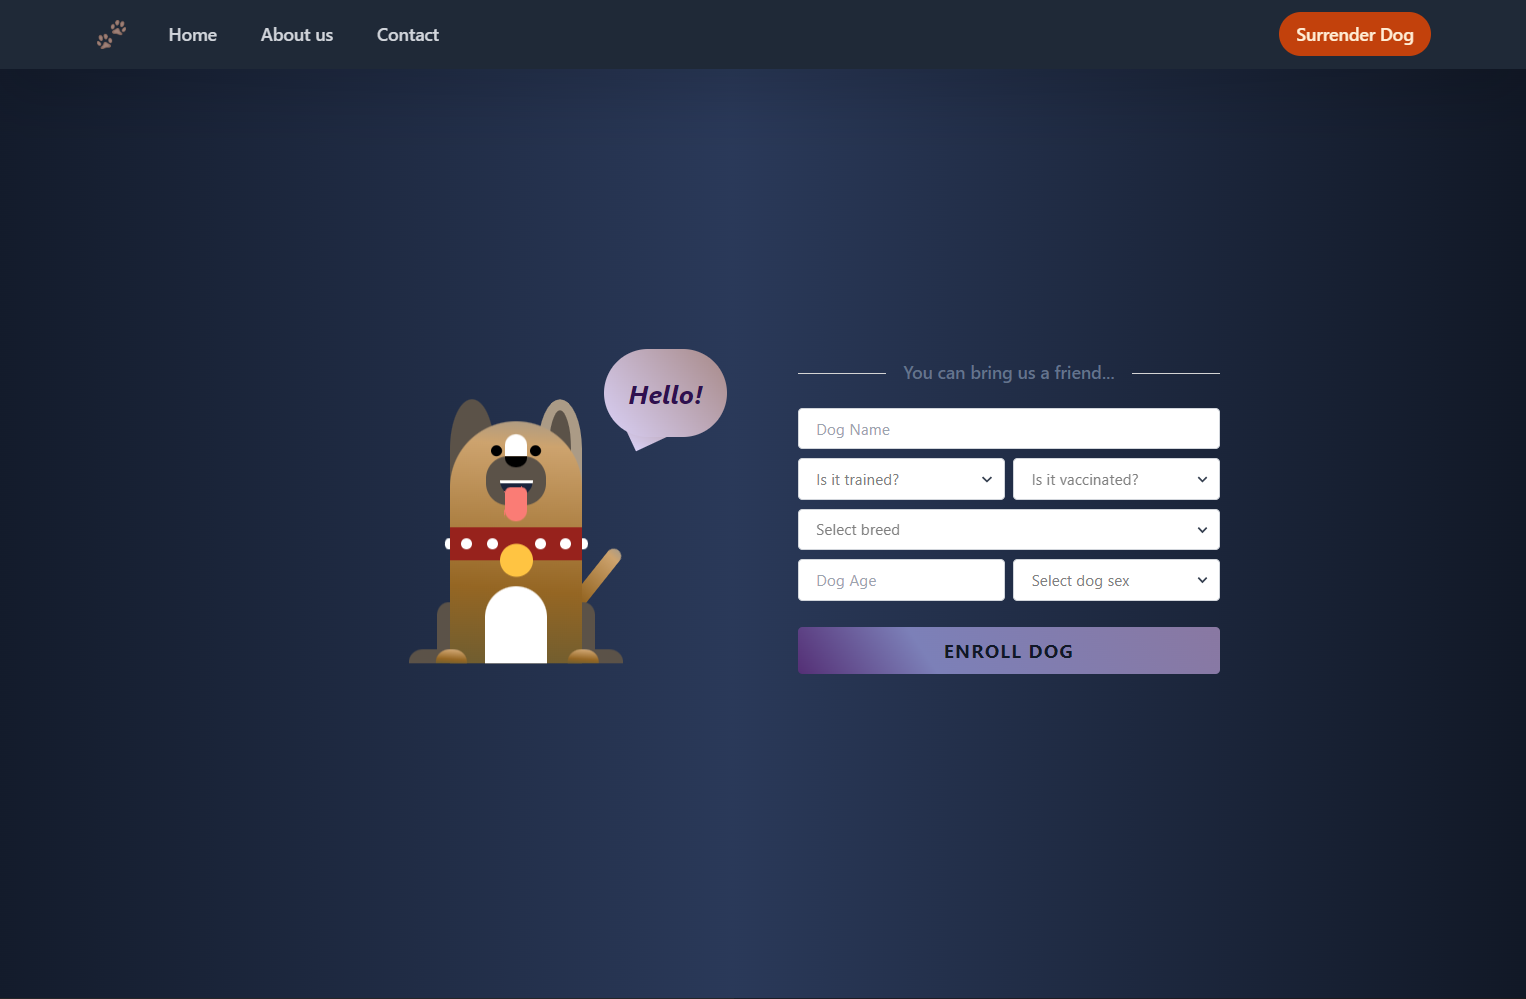 Home About us Contact Surrender Dog
Hello!
You can bring us a friend...
Dog Name
Is it trained? Is it vaccinated?
Select breed
Dog Age Select dog sex
ENROLL DOG